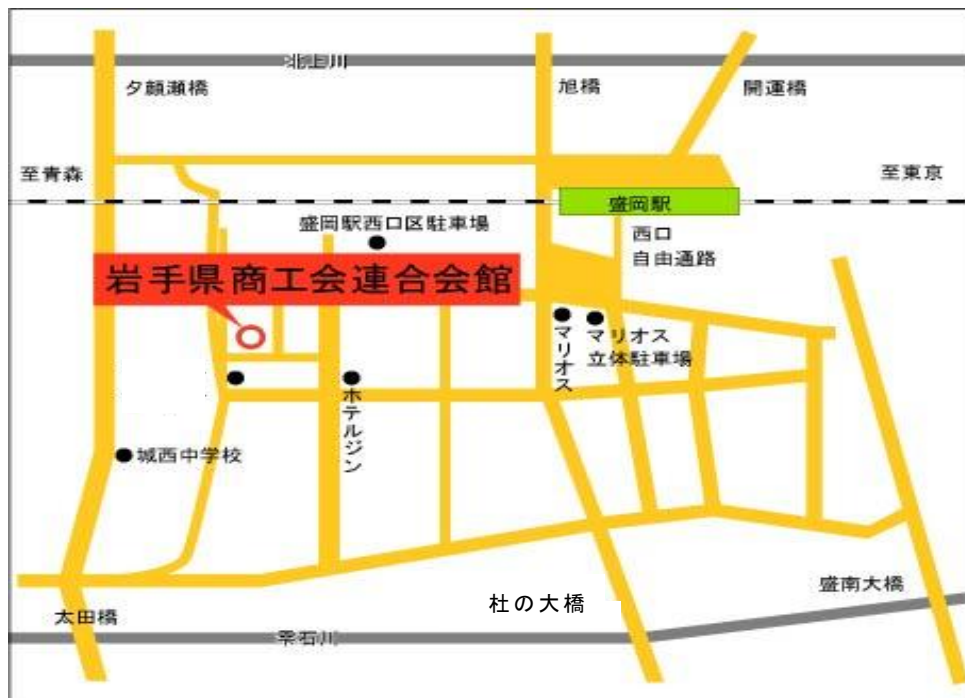 北上川
夕顔瀬橋
旭橋
開運橋
至青森
至東京
盛岡駅
盛岡駅西口区駐車場
西口
自由通路
岩手県商工会連合会館
マリオス
マリオス
立体駐車場
ホテルジン
城西中学校
杜の大橋
盛南大橋
太田橋
雫石川